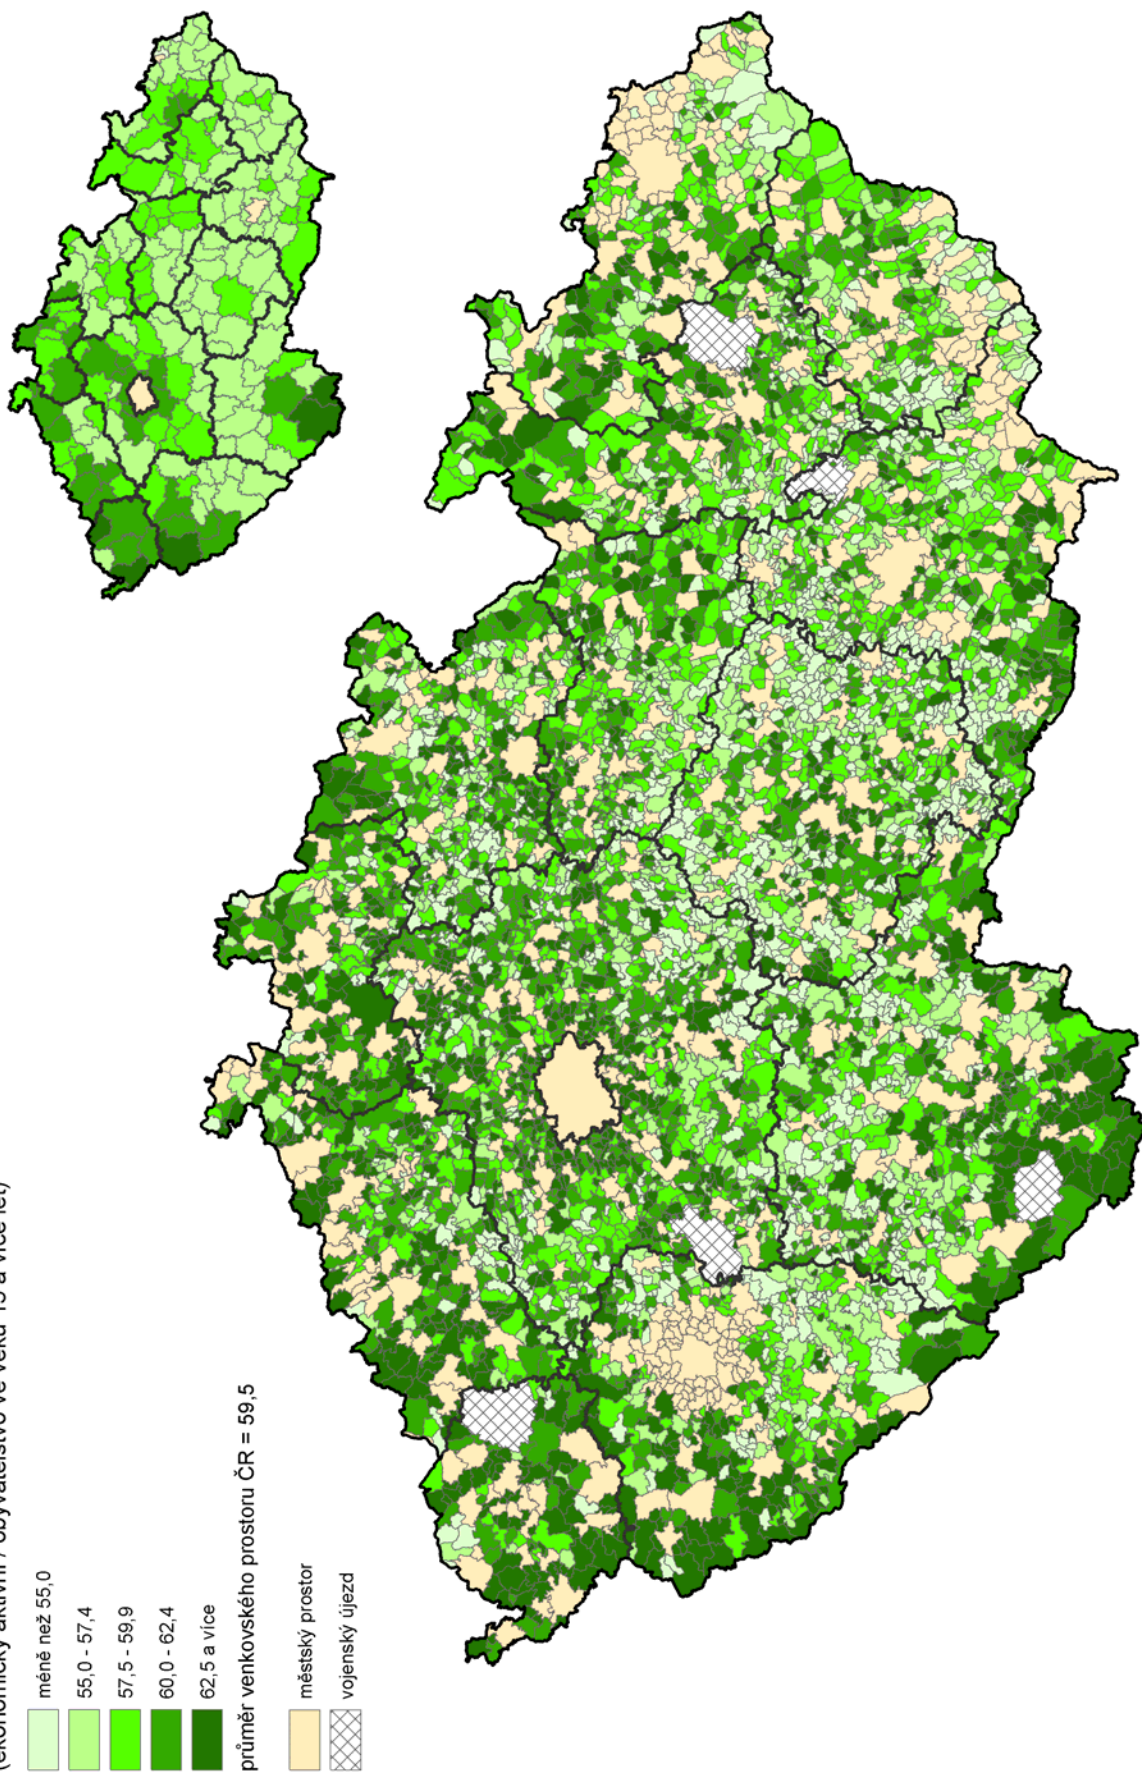 (ekonomicky aktivní / obyvatelstvo ve věku 15 a více let)
méně než 55,0
55,0 - 57,4
57,5 - 59,9
60,0 - 62,4
62,5 a více
průměr venkovského prostoru ČR = 59,5
městský prostor
vojenský újezd